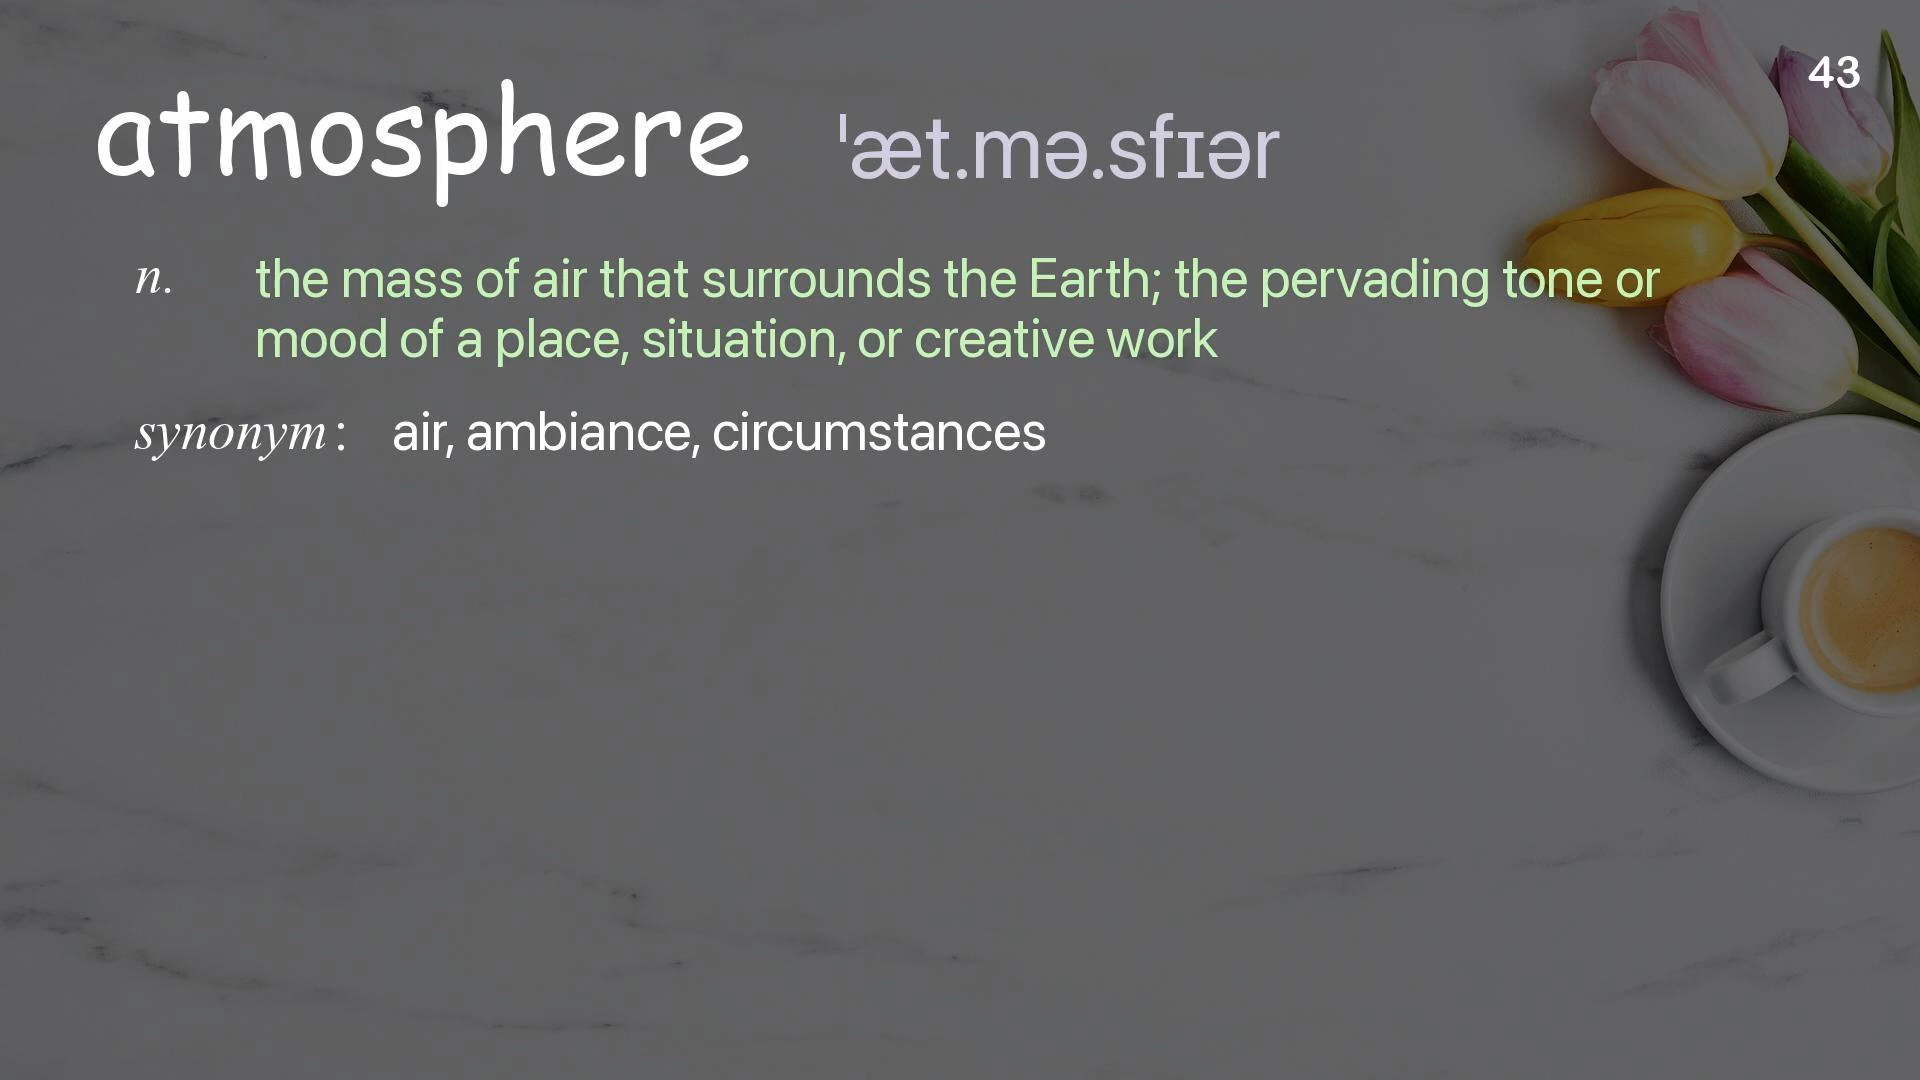 43
atmosphere ˈæt.mə.sfɪər
n. the mass of air that surrounds the Earth; the pervading tone or
mood of a place, situation, or creative work
synonym: air, ambiance, circumstances